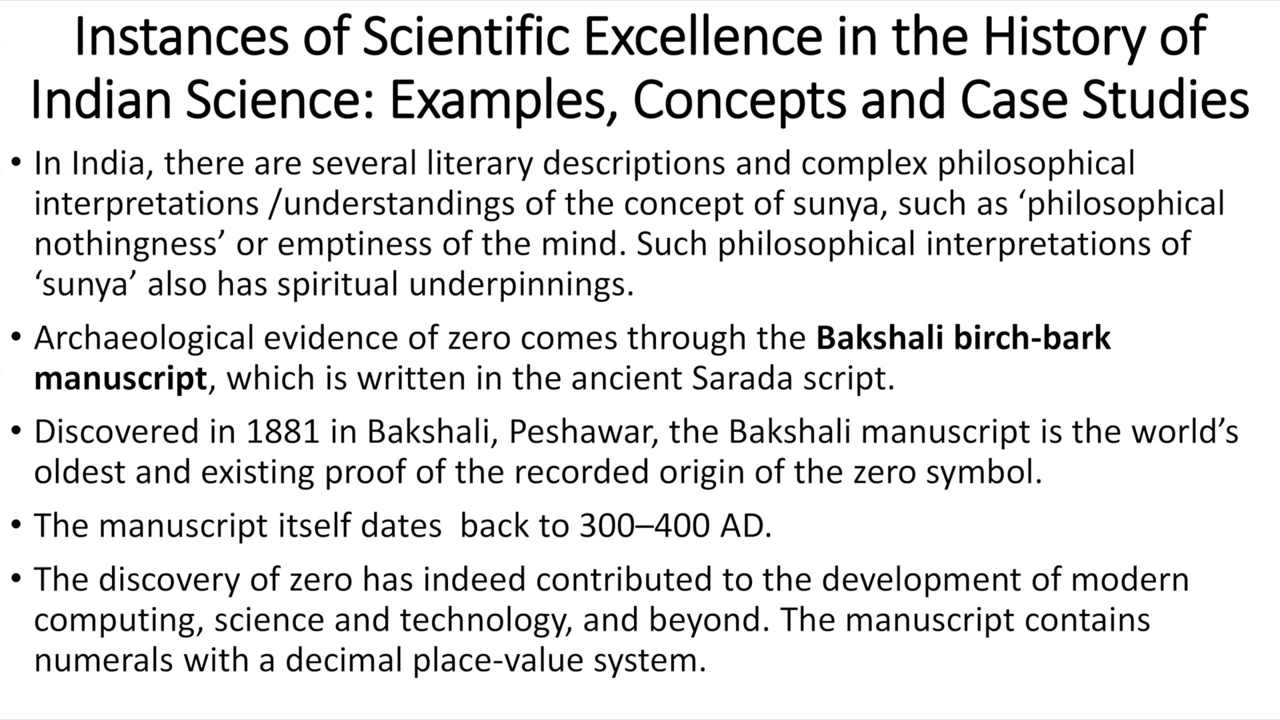 Instances of Scientific Excellence in the History of
Indian Science: Examples, Concepts and Case Studies
• In India, there are several literary descriptions and complex philosophical
interpretations /understandings of the concept of sunya, such as ‘philosophical
nothingness’ or emptiness of the mind. Such philosophical interpretations of
‘sunya’ also has spiritual underpinnings.
• Archaeological evidence of zero comes through the Bakshali birch-bark
manuscript, which is written in the ancient Sarada script.
• Discovered in 1881 in Bakshali, Peshawar, the Bakshali manuscript is the world’s
oldest and existing proof of the recorded origin of the zero symbol.
• The manuscript itself dates  back to 300–400 AD.
• The discovery of zero has indeed contributed to the development of modern
computing, science and technology, and beyond. The manuscript contains
numerals with a decimal place-value system.